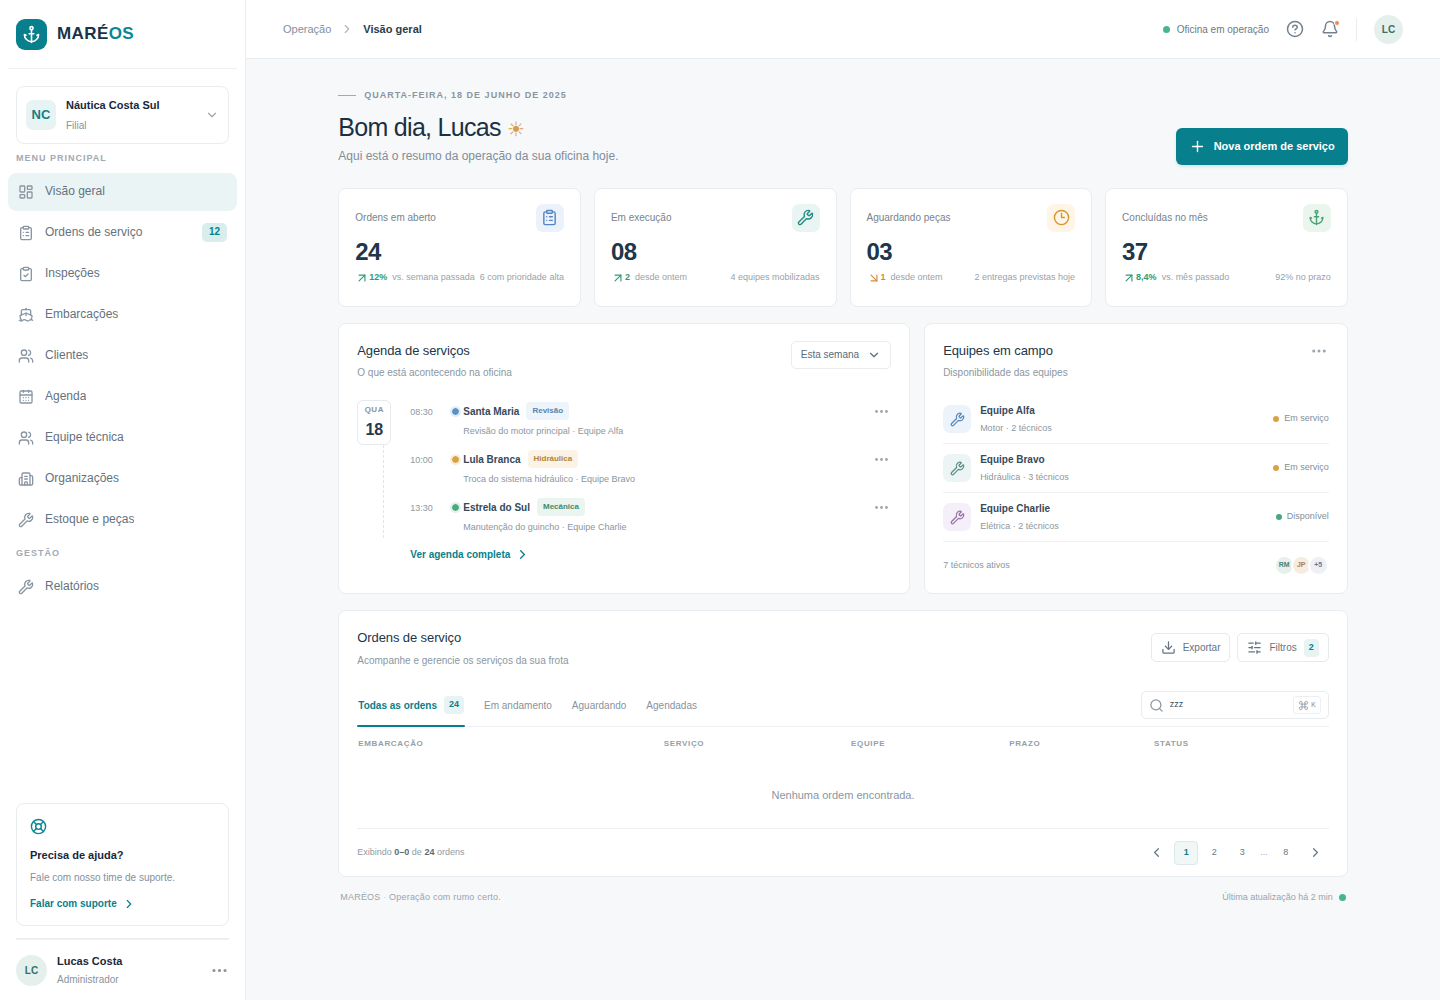 MARÉOS
Náutica Costa Sul
NC
Filial
MENU PRINCIPAL
Visão geral
Ordens de serviço 12
Inspeções
Embarcações
Clientes
Agenda
Equipe técnica
Organizações
Estoque e peças
GESTÃO
Relatórios
Precisa de ajuda?
Fale com nosso time de suporte.
Falar com suporte
LC
Lucas Costa
Administrador
Operação Visão geral
Oficina em operação
LC
QUARTA-FEIRA, 18 DE JUNHO DE 2025
Bom dia, Lucas
Aqui está o resumo da operação da sua oficina hoje.
Nova ordem de serviço
Ordens em aberto
24
12% vs. semana passada 6 com prioridade alta
Em execução
08
2 desde ontem 4 equipes mobilizadas
Aguardando peças
03
1 desde ontem 2 entregas previstas hoje
Concluídas no mês
37
8,4% vs. mês passado 92% no prazo
Agenda de serviços
O que está acontecendo na oficina
Esta semana
QUA
18
08:30 Santa Maria Revisão
Revisão do motor principal · Equipe Alfa
10:00 Lula Branca Hidráulica
Troca do sistema hidráulico · Equipe Bravo
13:30 Estrela do Sul Mecânica
Manutenção do guincho · Equipe Charlie
Ver agenda completa
Equipes em campo
Disponibilidade das equipes
Equipe Alfa
Motor · 2 técnicos
Em serviço
Equipe Bravo
Hidráulica · 3 técnicos
Em serviço
Equipe Charlie
Elétrica · 2 técnicos
Disponível
7 técnicos ativos RM JP +5
Ordens de serviço
Acompanhe e gerencie os serviços da sua frota
Exportar
Filtros 2
Todas as ordens 24 Em andamento Aguardando Agendadas
zzz ⌘ K
EMBARCAÇÃO SERVIÇO EQUIPE PRAZO STATUS
Nenhuma ordem encontrada.
Exibindo 0–0 de 24 ordens
1 2 3 ... 8
MARÉOS · Operação com rumo certo.
Última atualização há 2 min